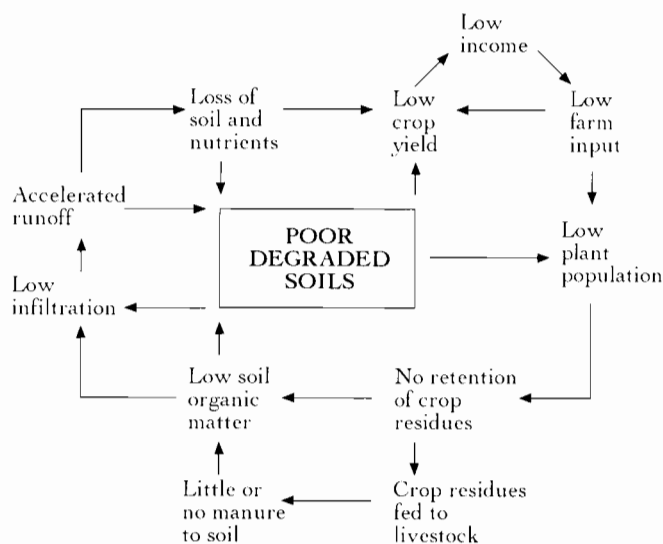 Low
income
Loss of
soil and
nutrients
Low
crop
yield
Low
farm
input
Accelerated
runoff
POOR
DEGRADED
SOILS
Low
plant
population
Low
infiltration
Low soil
organic
matter
No retention
of crop
residues
Little or
no manure
to soil
Crop residues
fed to
livestock